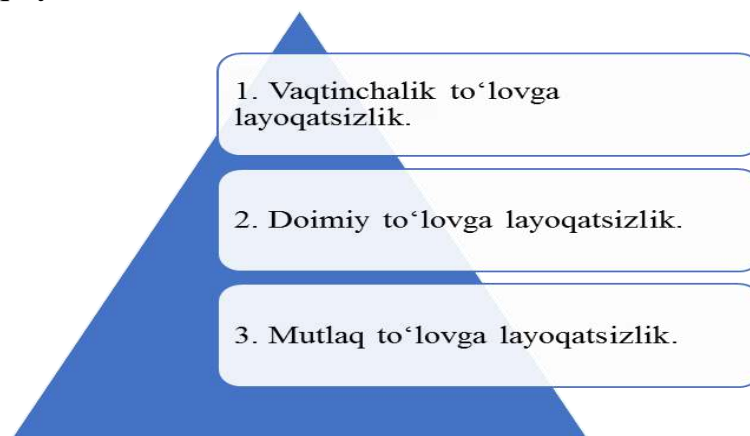 1. Vaqtinchalik to‘lovga
layoqatsizlik.
2. Doimiy to‘lovga layoqatsizlik.
3. Mutlaq to‘lovga layoqatsizlik.